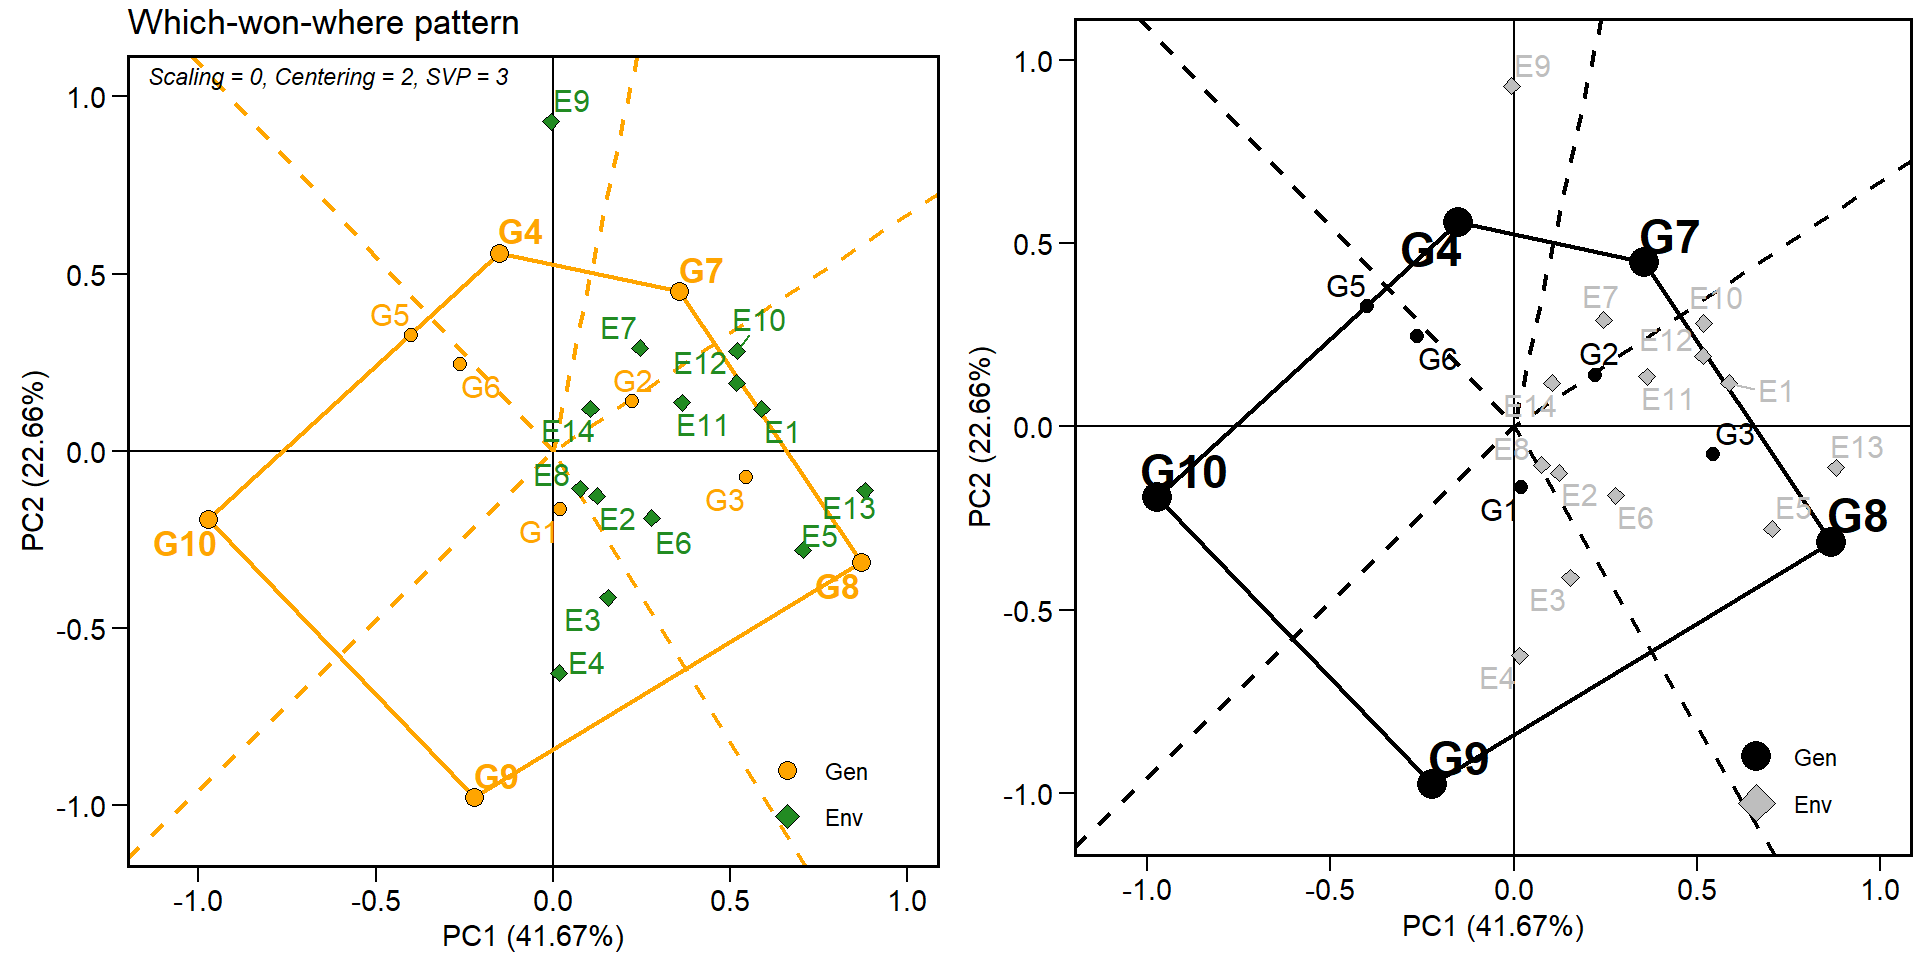 Which-won-where pattern
Scaling = 0, Centering = 2, SVP = 3
PC2 (22.66%)
1.0
0.5
0.0
-0.5
-1.0
E9
G4
G7
G5
E7
E10
G6
G2
E12
E14
E11
E1
E8
G3
E13
G1
E2
E6
E5
G10
G8
E3
E4
G9
Gen
Env
-1.0 -0.5 0.0 0.5 1.0
PC1 (41.67%)
PC2 (22.66%)
1.0
0.5
0.0
-0.5
-1.0
E9
G4
G7
G5
E7
E10
G6
G2
E12
E14
E11
E1
E8
G3
E13
G10
G1
E2
E6
E5
G8
E3
E4
G9
Gen
Env
-1.0 -0.5 0.0 0.5 1.0
PC1 (41.67%)